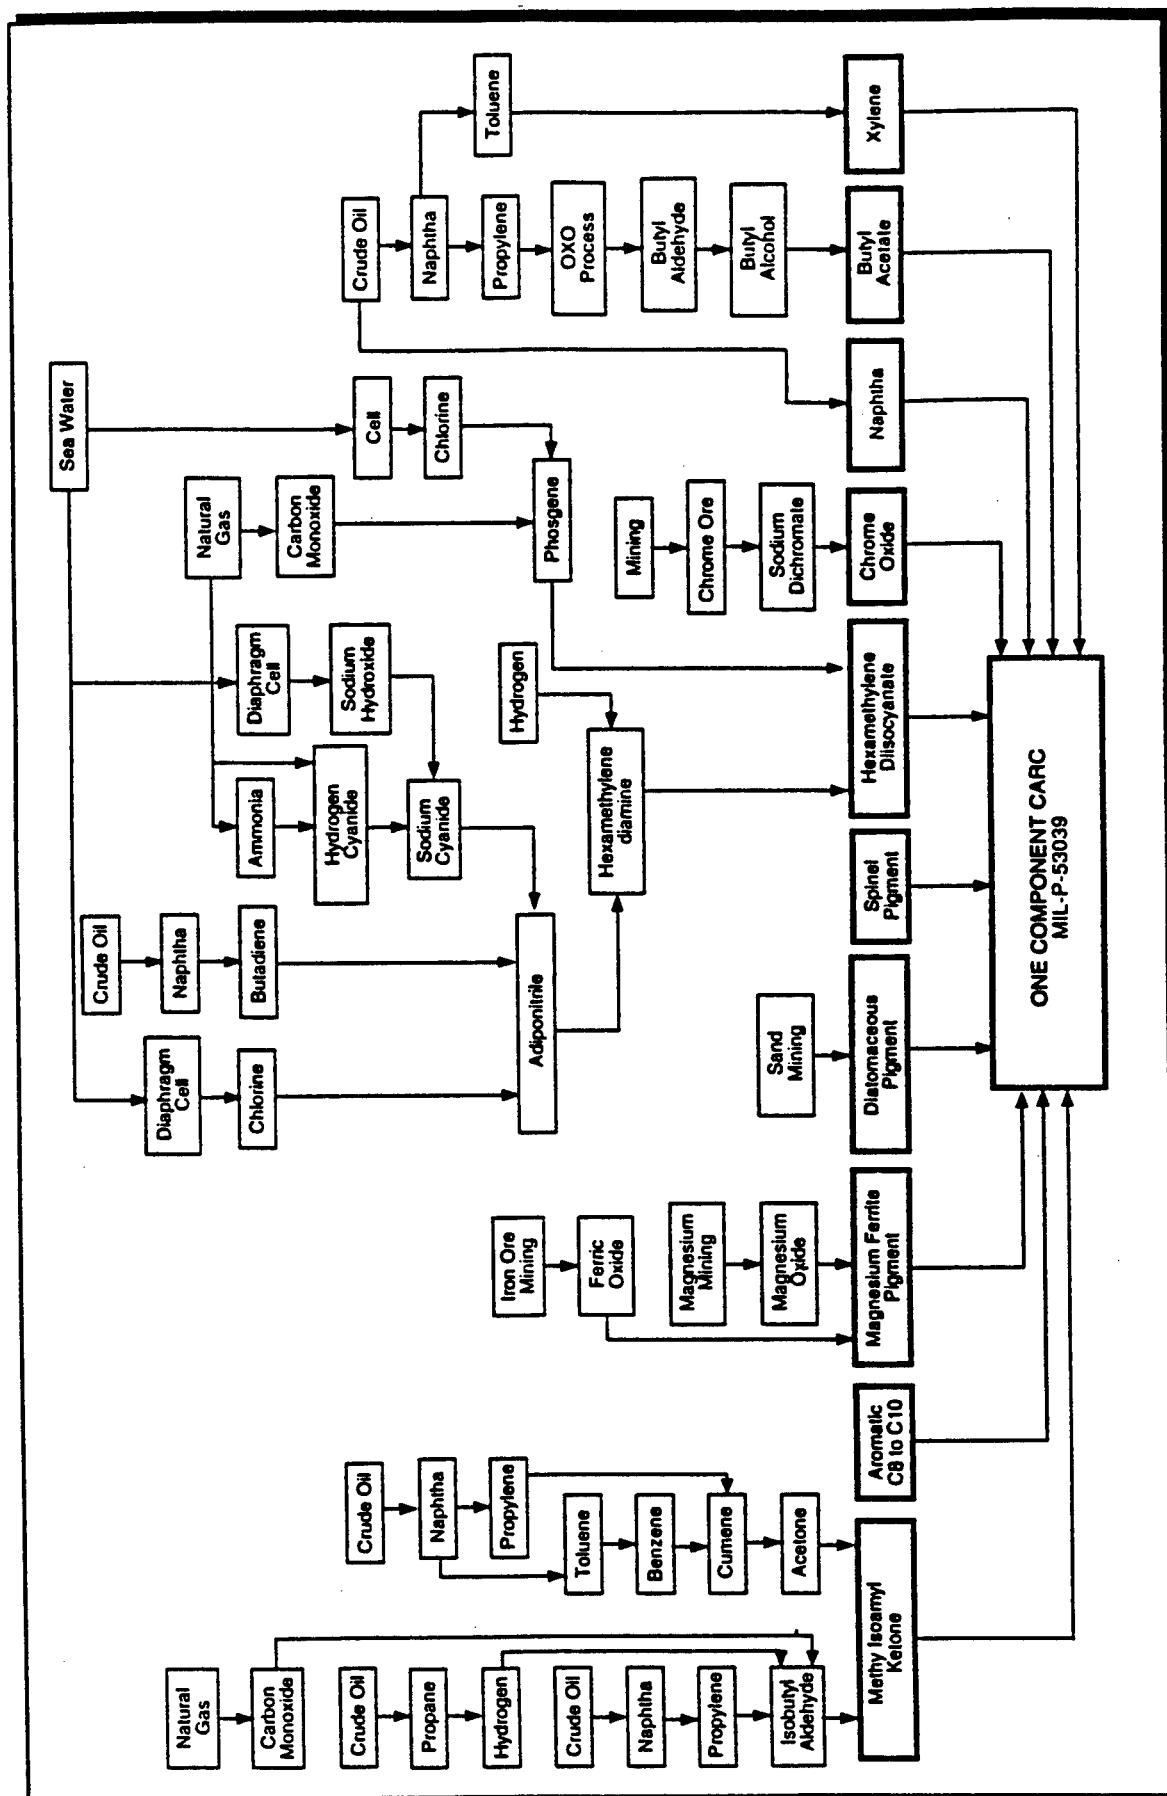 Sea Water
Natural
Gas
Carbon
Monoxide
Crude Oil
Naphtha
Butadiene
Diaphragm
Cell
Chlorine
Ammonia
Hydrogen
Cyanide
Sodium
Cyanide
Diaphragm
Cell
Sodium
Hydroxide
Natural
Gas
Carbon
Monoxide
Cell
Chlorine
Crude Oil
Naphtha
Toluene
Propylene
OXO
Process
Butyl
Aldehyde
Butyl
Alcohol
Crude Oil
Propane
Hydrogen
Crude Oil
Naphtha
Propylene
Isobutyl
Aldehyde
Crude Oil
Naphtha
Propylene
Toluene
Benzene
Cumene
Acetone
Iron Ore
Mining
Ferric
Oxide
Magnesium
Mining
Magnesium
Oxide
Adiponitrile
Hydrogen
Hexamethylene
diamine
Phosgene
Sand
Mining
Mining
Chrome Ore
Sodium
Dichromate
Methy Isoamyl
Ketone
Aromatic
C8 to C10
Magnesium Ferrite
Pigment
Diatomaceous
Pigment
Spinel
Pigment
Hexamethylene
Diisocyanate
Chrome
Oxide
Naphtha
Butyl
Acetate
Xylene
ONE COMPONENT CARC
MIL-P-53039